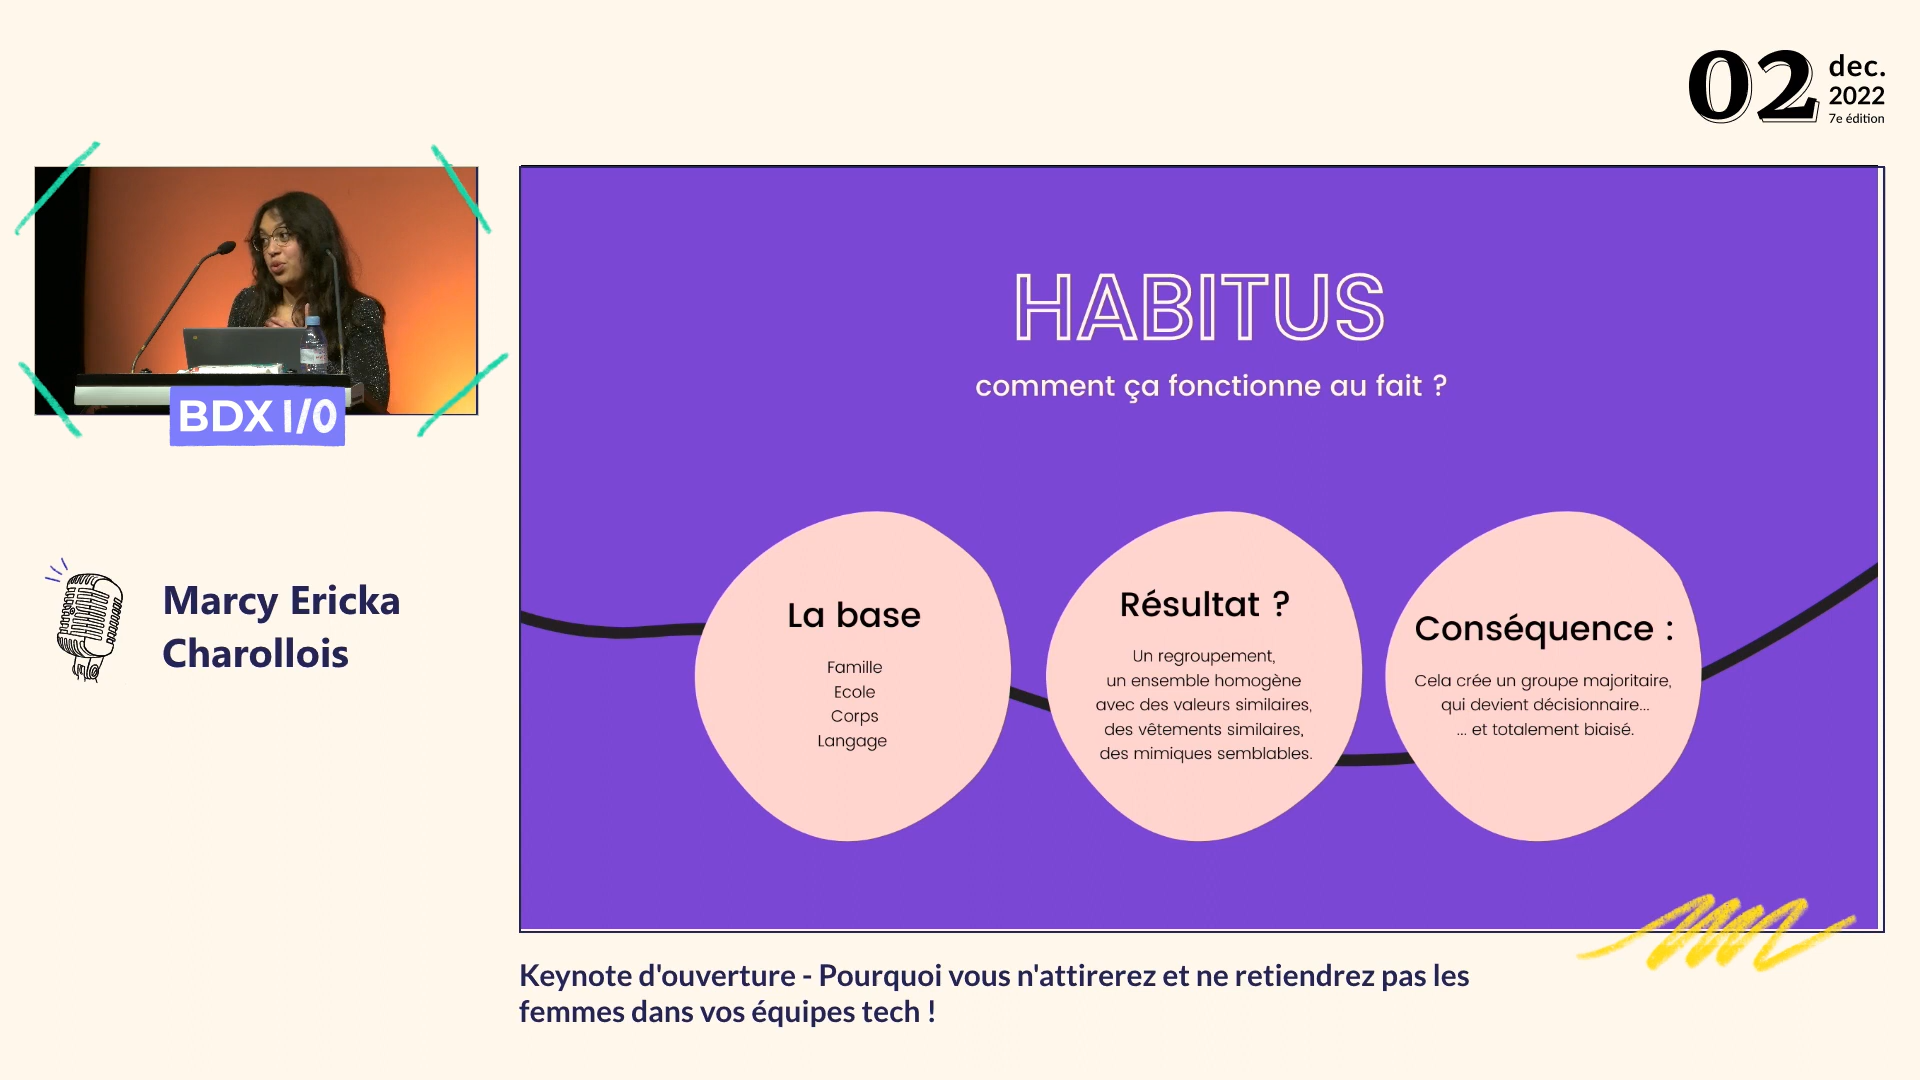 02
dec.
2022
7e édition
BDX I/O
Marcy Ericka
Charollois
HABITUS
comment ça fonctionne au fait ?
La base
Famille
Ecole
Corps
Langage
Résultat ?
Un regroupement,
un ensemble homogène
avec des valeurs similaires,
des vêtements similaires,
des mimiques semblables.
Conséquence :
Cela crée un groupe majoritaire,
qui devient décisionnaire...
... et totalement biaisé.
Keynote d'ouverture - Pourquoi vous n'attirerez et ne retiendrez pas les
femmes dans vos équipes tech !